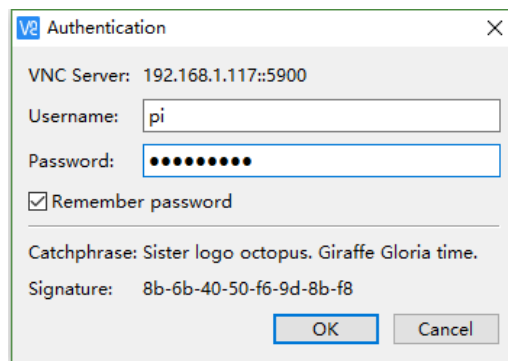 V2 Authentication
VNC Server: 192.168.1.117::5900
Username: pi
Password: ●●●●●●●●●
Remember password
Catchphrase: Sister logo octopus. Giraffe Gloria time.
Signature: 8b-6b-40-50-f6-9d-8b-f8
OK Cancel